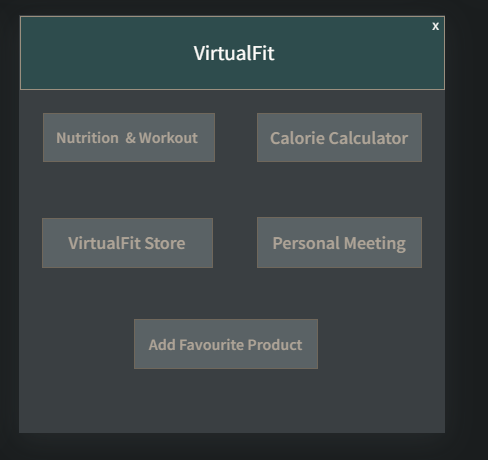 x
VirtualFit
Nutrition  & Workout
Calorie Calculator
VirtualFit Store
Personal Meeting
Add Favourite Product